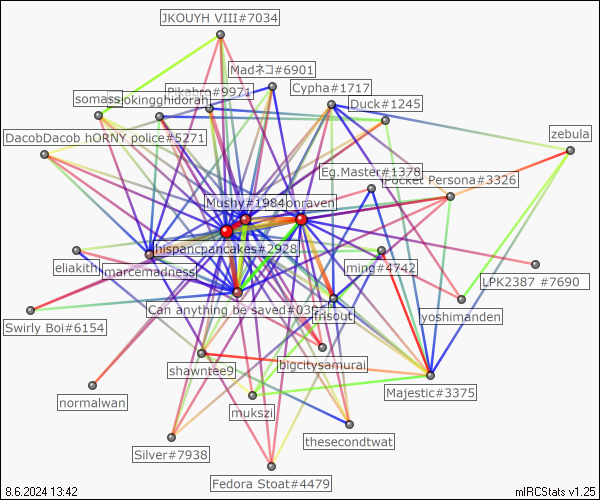 JKOUYH VIII#7034
Madネコ#6901
Pikabro#9971
Cypha#1717
somass
sokingghidorah
Duck#1245
zebula
DacobDacob hORNY police#5271
Eg.Master#1378
Pocket Persona#3326
Mushy#1984
onraven
hispancpancakes#2928
eliakith
marcemadness
ming#4742
LPK2387 #7690
Can anything be saved#03
frisout
yoshimanden
Swirly Boi#6154
bigcitysamurai
shawntee9
Majestic#3375
normalwan
mukszi
thesecondtwat
Silver#7938
Fedora Stoat#4479
8.6.2024 13:42
mIRCStats v1.25